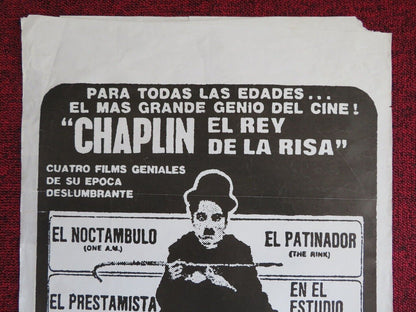 PARA TODAS LAS EDADES...
EL MAS GRANDE GENIO DEL CINE!
"CHAPLIN EL REY
DE LA RISA"
CUATRO FILMS GENIALES
DE SU EPOCA
DESLUMBRANTE
EL NOCTAMBULO
(ONE A.M.)
EL PATINADOR
(THE RINK)
EL PRESTAMISTA
EN EL
ESTUDIO